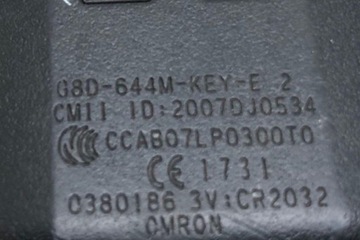 G8D-644M-KEY-E 2
CMII ID:2007DJ0534
CCAB07LP0300T0
CE 1731
0380186 3V:CR2032
OMRON